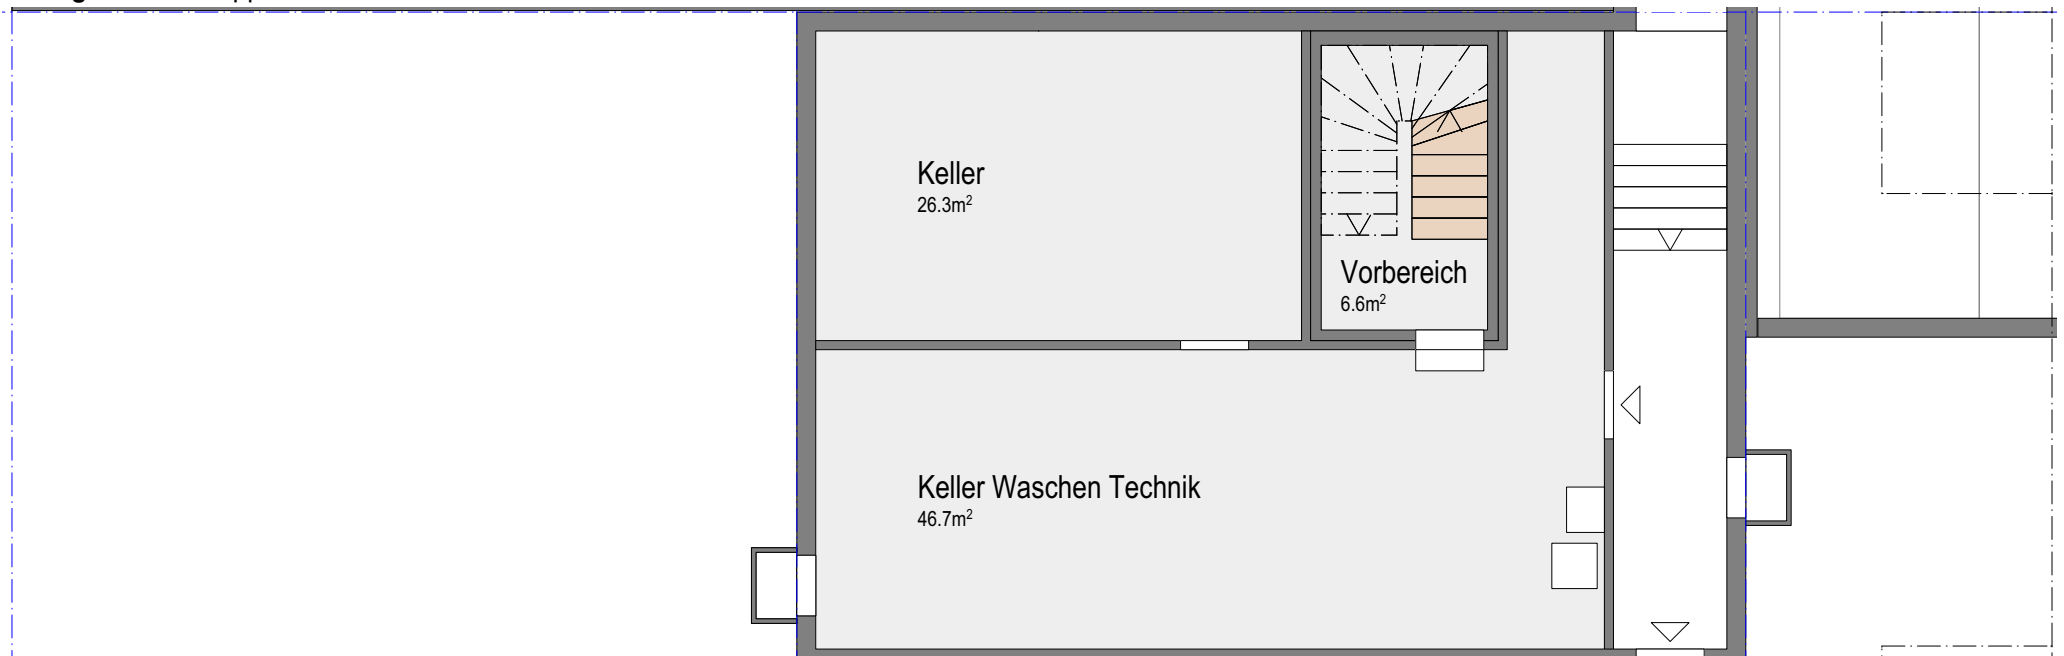 Keller
26.3m²
Vorbereich
6.6m²
Keller Waschen Technik
46.7m²